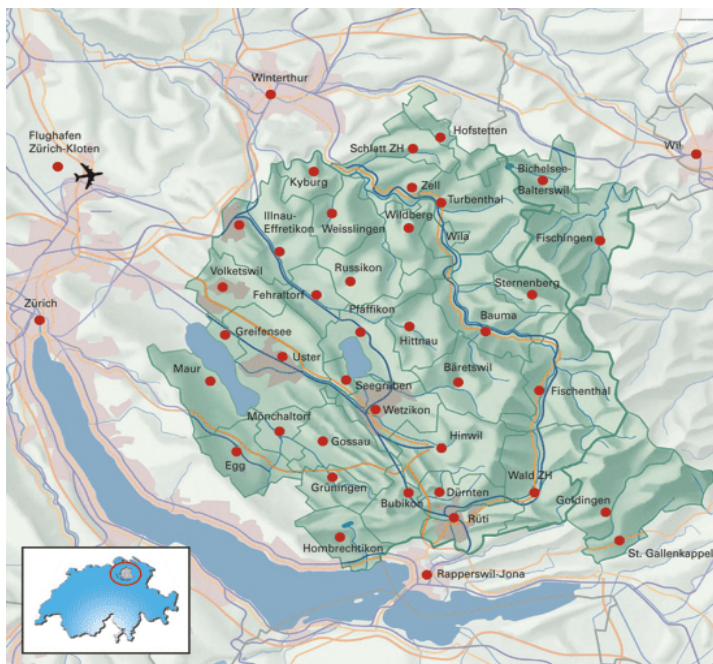 Winterthur
Hofstetten
Flughafen
Zürich-Kloten
Schlatt ZH
Wil
Bichelsee-
Balterswil
Kyburg
Zell
Turbenthal
Illnau-
Effretikon
Weisslingen
Wildberg
Wila
Fischingen
Volketswil
Russikon
Sternenberg
Fehraltorf
Zürich
Pfäffikon
Bauma
Greifensee
Hittnau
Uster
Maur
Seegräben
Bäretswil
Fischenthal
Wetzikon
Mönchaltorf
Gossau
Hinwil
Egg
Grüningen
Wald ZH
Bubikon
Dürnten
Goldingen
Rüti
Hombrechtikon
St. Gallenkappel
Rapperswil-Jona